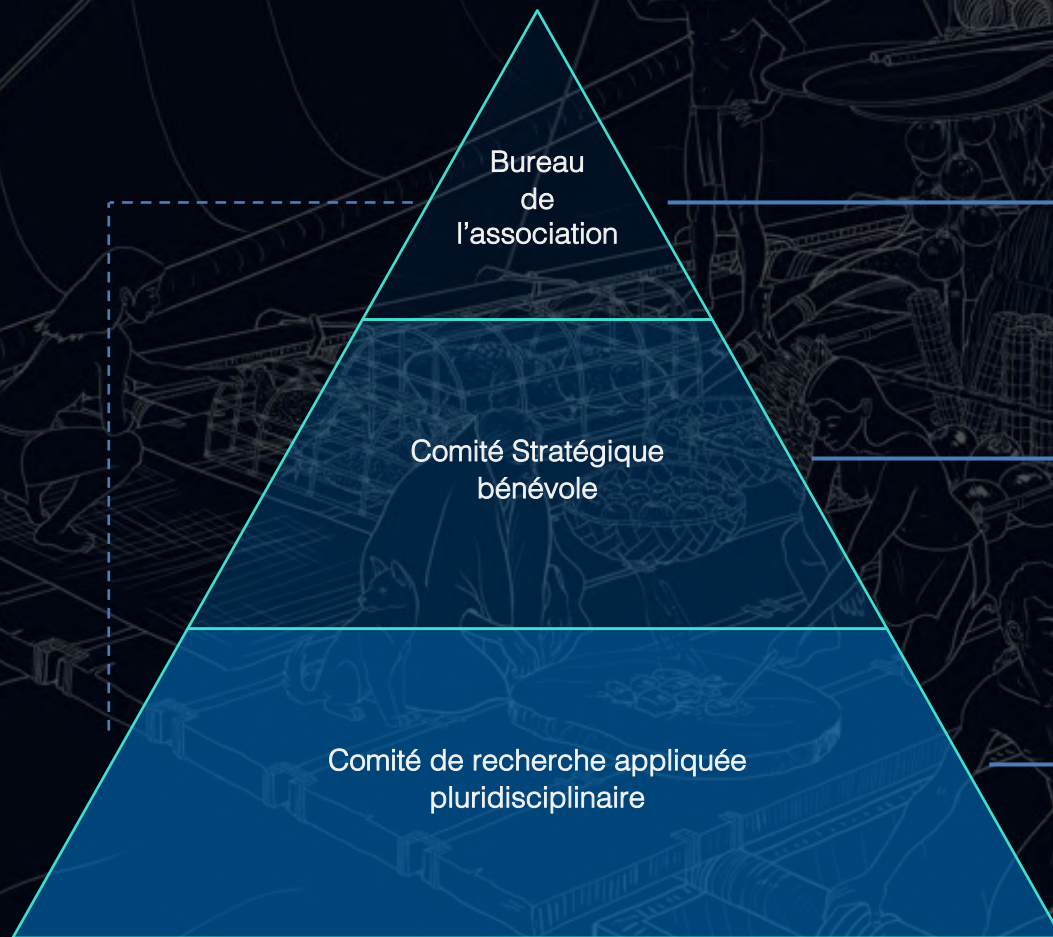 Bureau
de
l’association
Comité Stratégique
bénévole
Comité de recherche appliquée
pluridisciplinaire